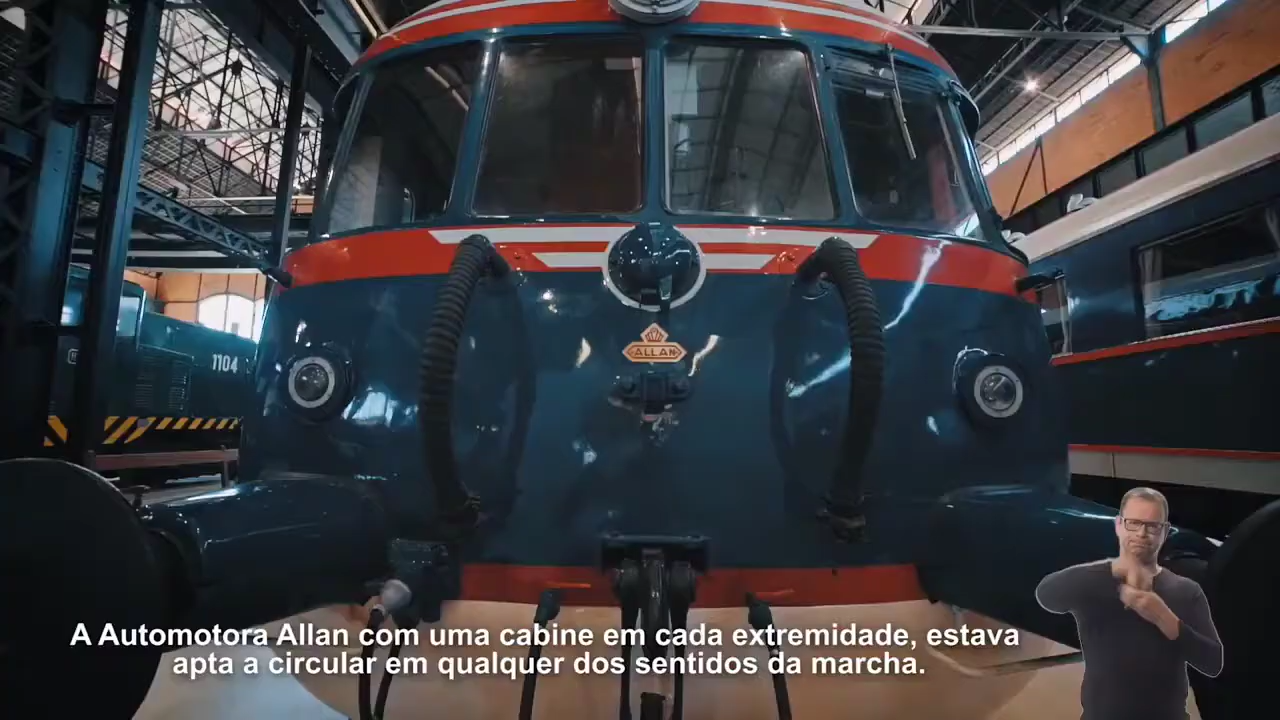 1104
ALLAN
A Automotora Allan com uma cabine em cada extremidade, estava
apta a circular em qualquer dos sentidos da marcha.